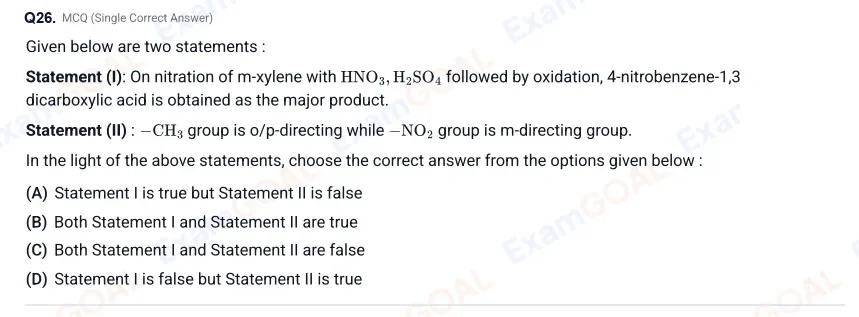 Q26. MCQ (Single Correct Answer)
Given below are two statements :
Statement (I): On nitration of m-xylene with HNO₃, H₂SO₄ followed by oxidation, 4-nitrobenzene-1,3
dicarboxylic acid is obtained as the major product.
Statement (II) : −CH₃ group is o/p-directing while −NO₂ group is m-directing group.
In the light of the above statements, choose the correct answer from the options given below :
(A) Statement I is true but Statement II is false
(B) Both Statement I and Statement II are true
(C) Both Statement I and Statement II are false
(D) Statement I is false but Statement II is true
ExamGOAL